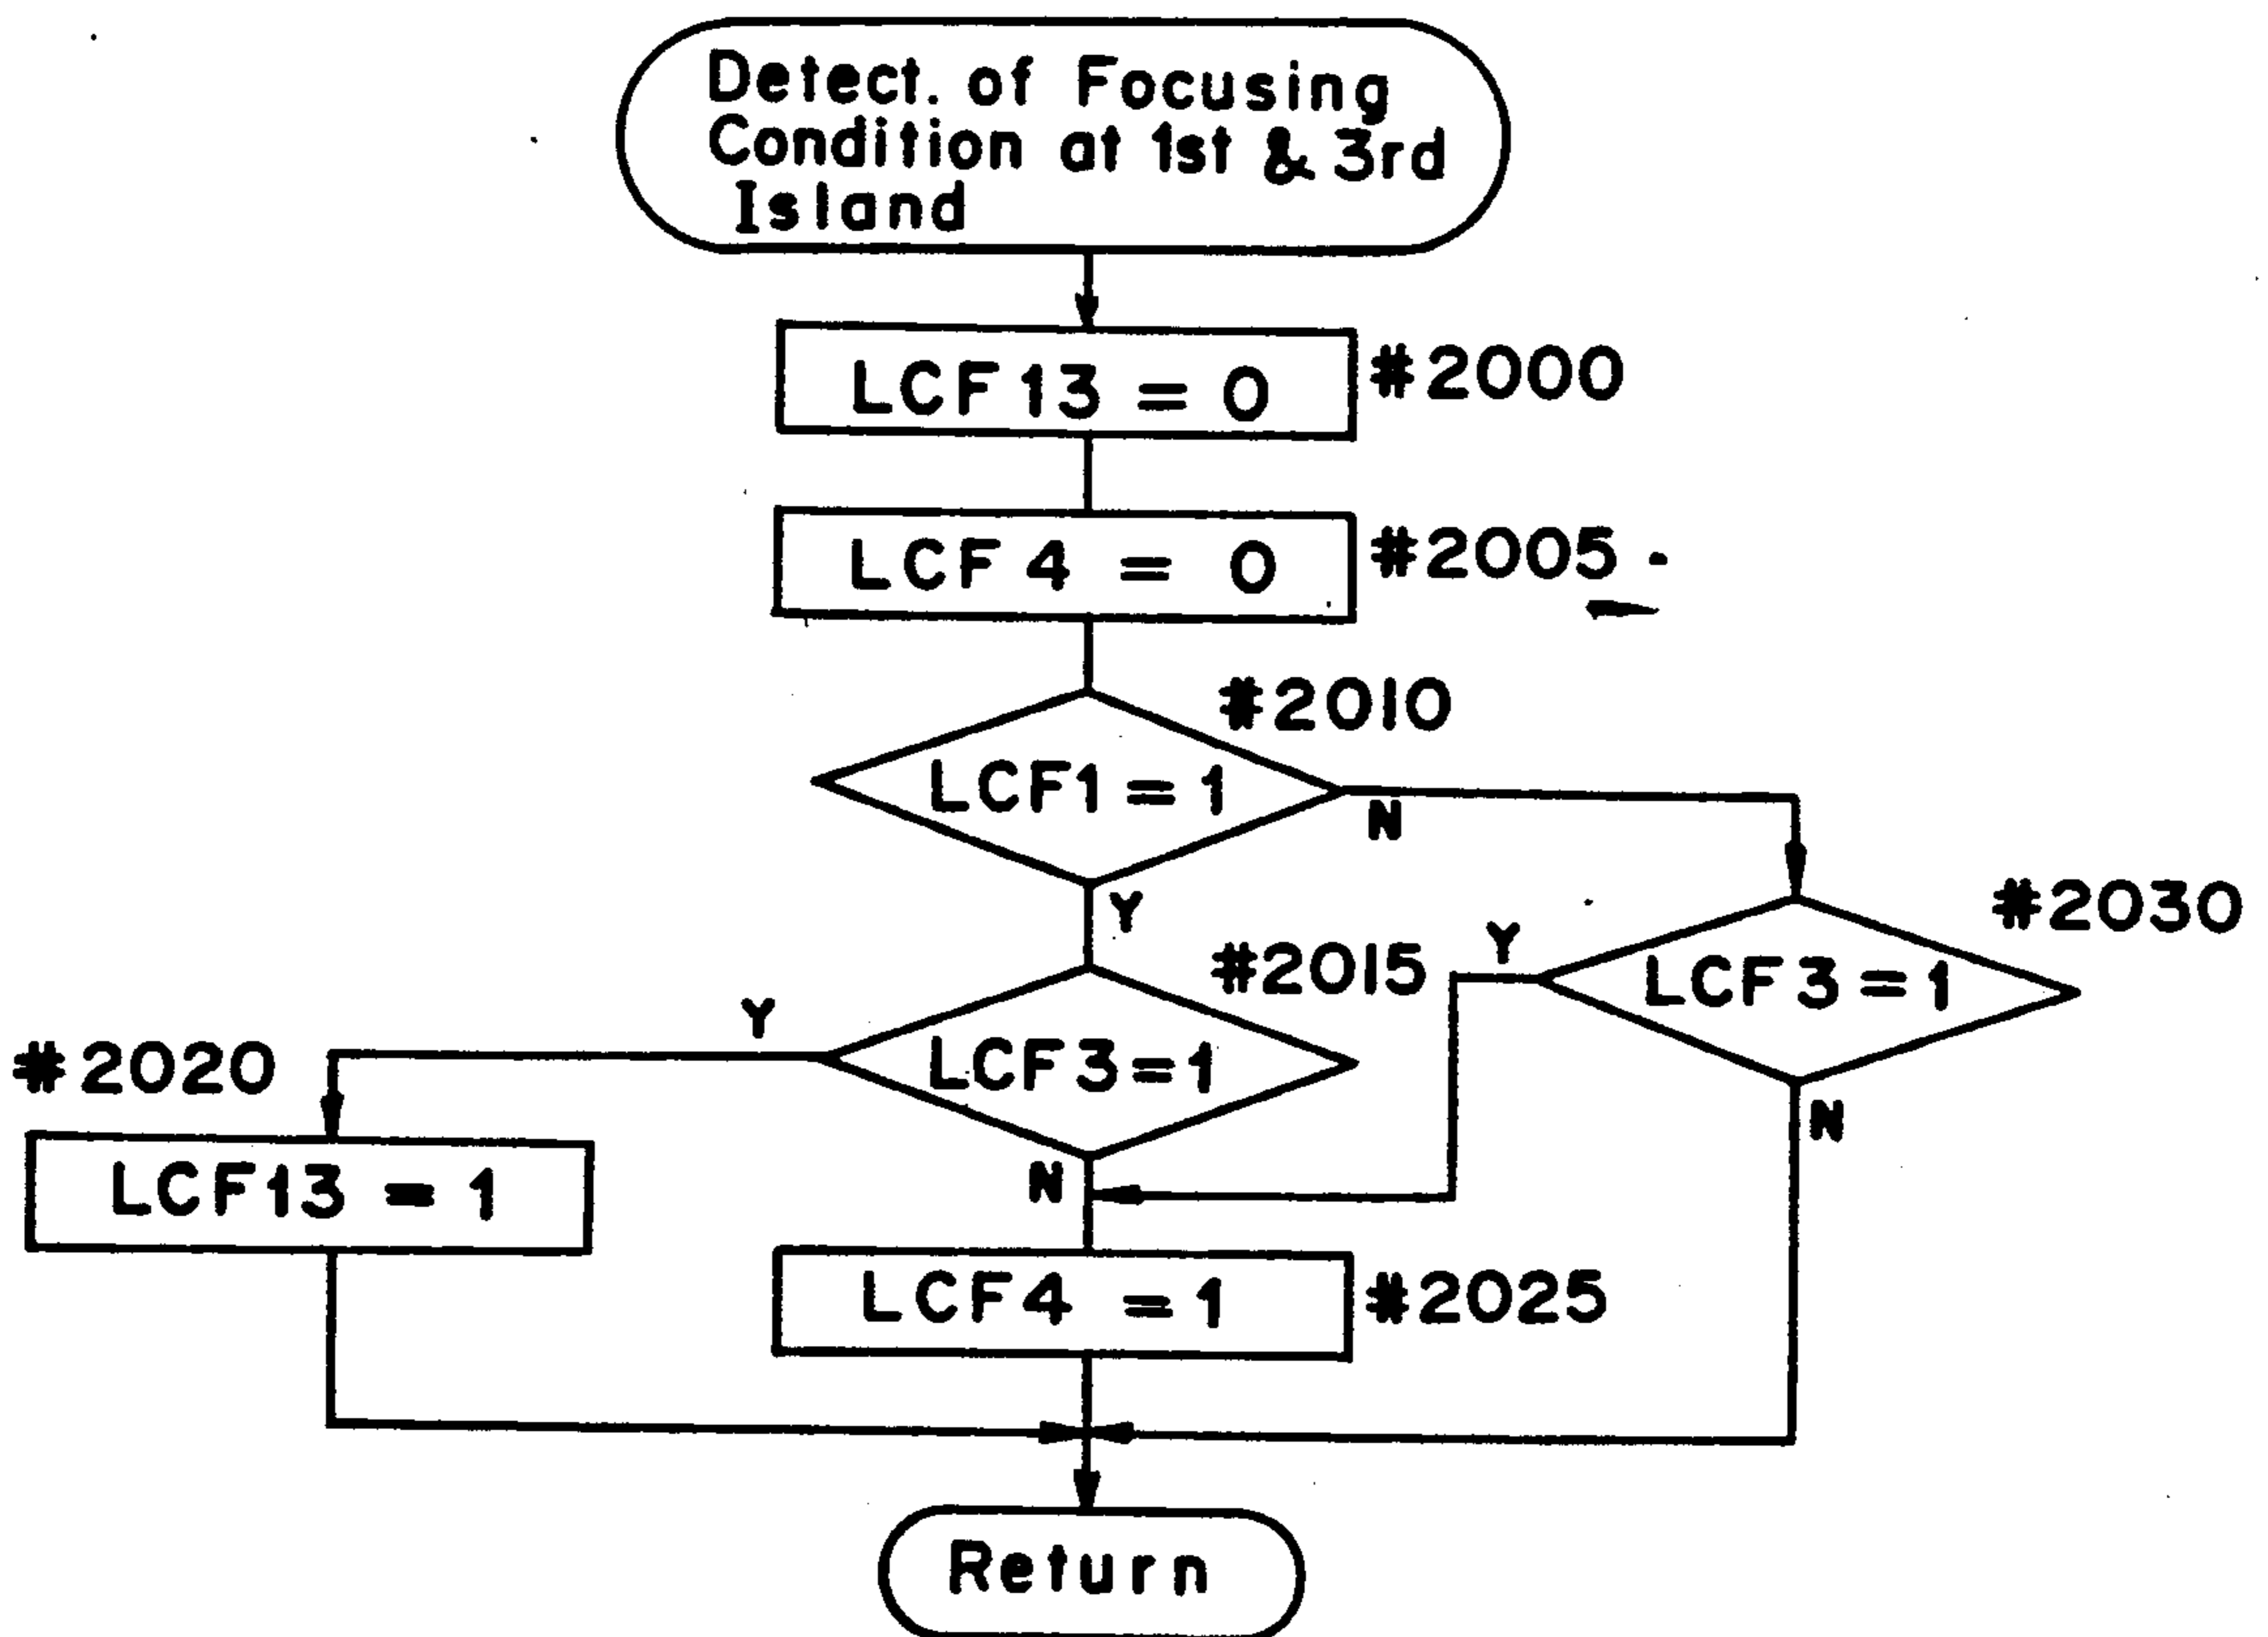 Detect. of Focusing
Condition at 1st & 3rd
Island
LCF13 = 0
#2000
LCF4 = 0
#2005
#2010
LCF1 = 1
N
Y
#2030
Y
LCF3 = 1
#2015
Y
LCF3=1
#2020
N
N
LCF13 = 1
LCF4 = 1
#2025
Return